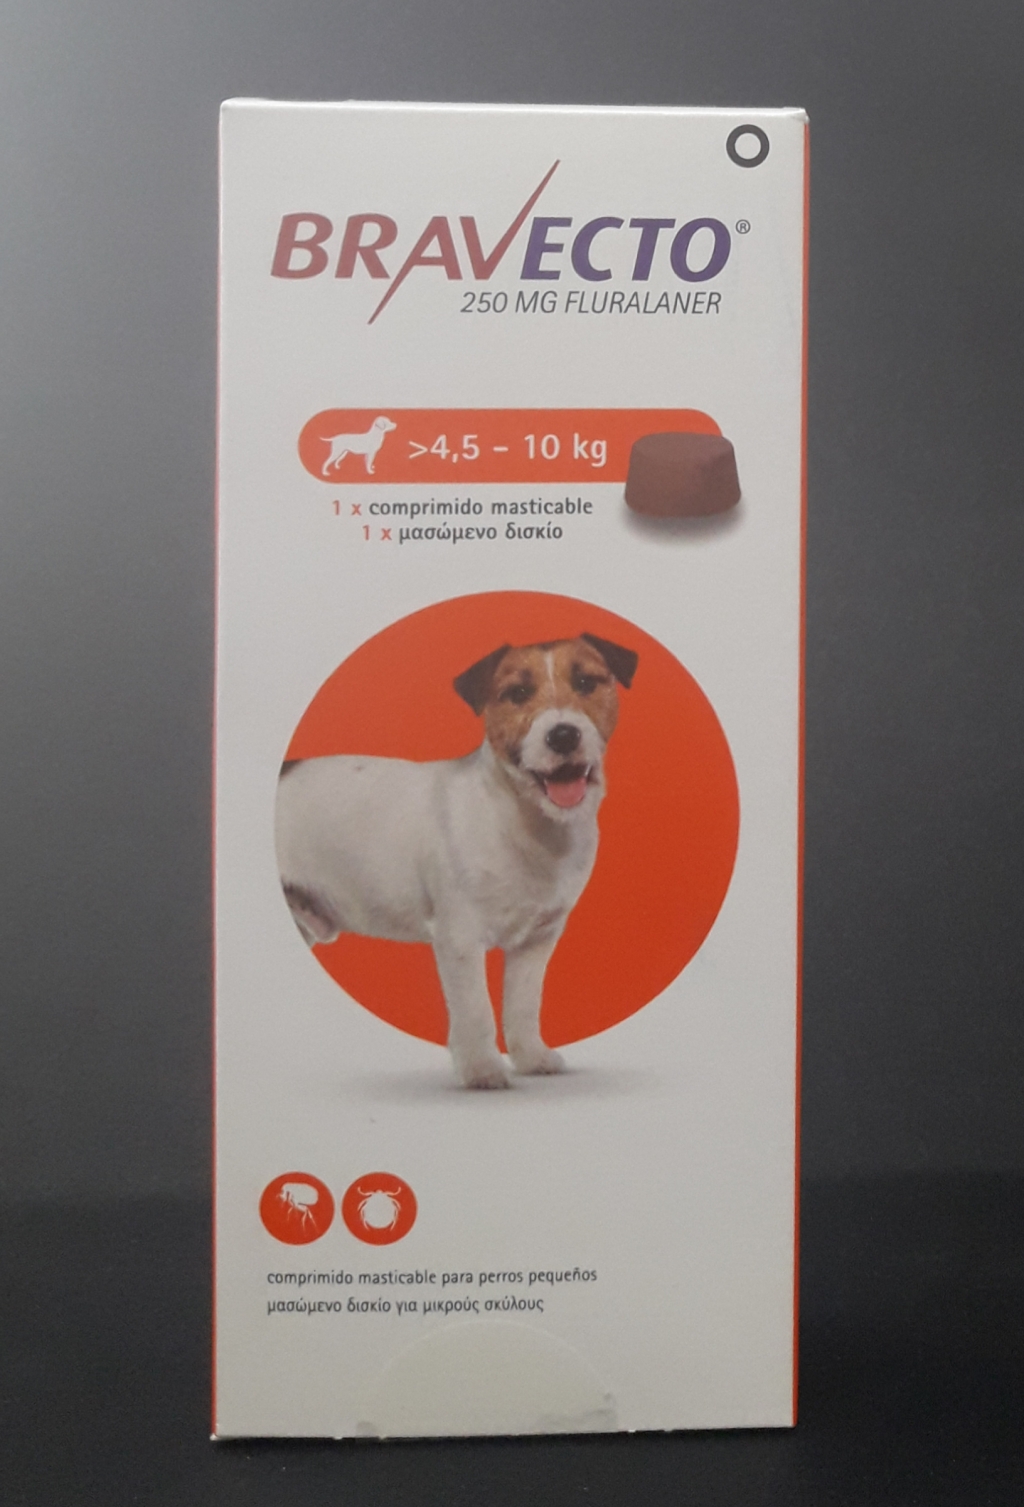 BRAVECTO®
250 MG FLURALANER
>4,5 - 10 kg
1 x comprimido masticable
1 x μασώμενο δισκίο
comprimido masticable para perros pequeños
μασώμενο δισκίο για μικρούς σκύλους